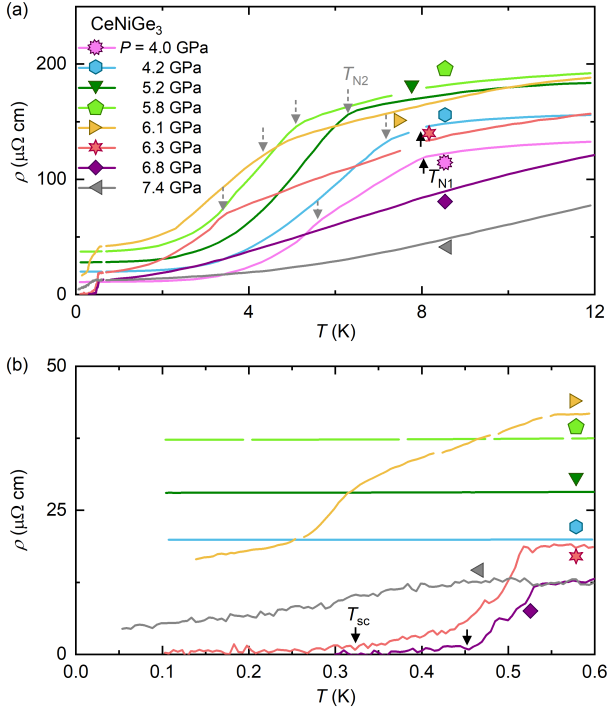 (a)
CeNiGe3
P = 4.0 GPa
4.2 GPa
5.2 GPa
5.8 GPa
6.1 GPa
6.3 GPa
6.8 GPa
7.4 GPa
TN2
TN1
200
100
0
ρ (μΩ cm)
0 4 8 12
T (K)
(b)
50
25
0
ρ (μΩ cm)
Tsc
0.0 0.1 0.2 0.3 0.4 0.5 0.6
T (K)